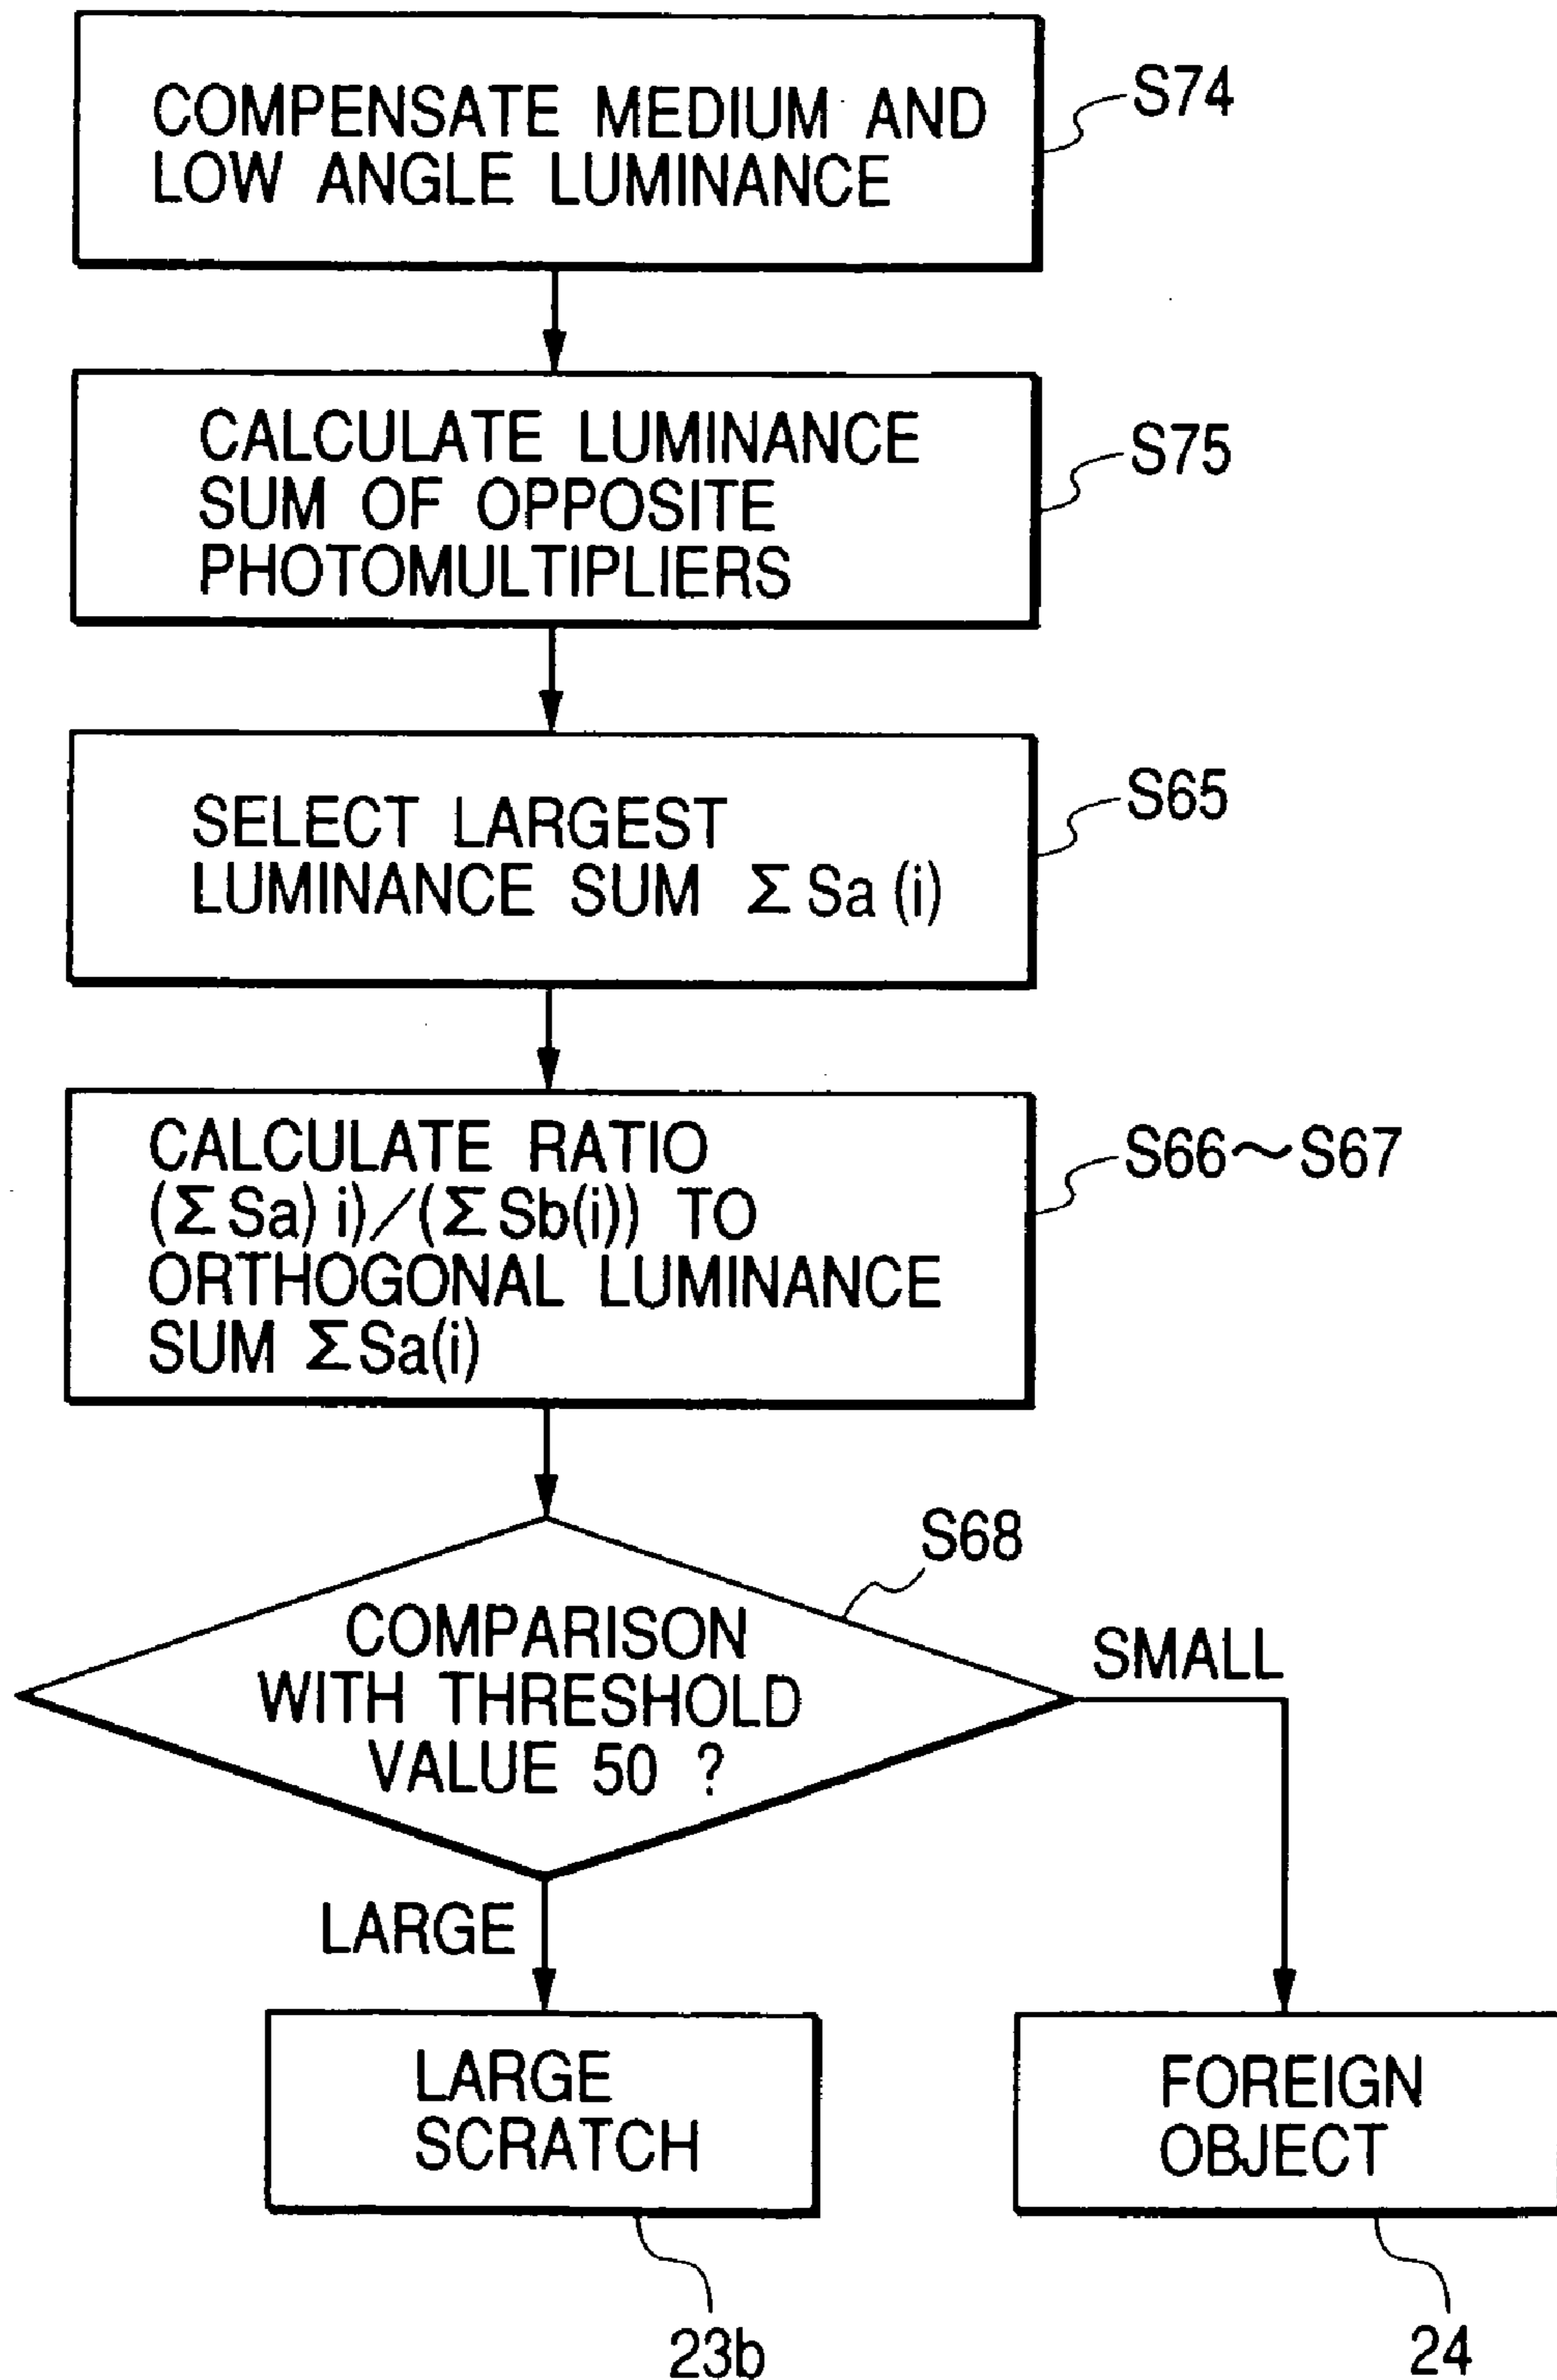 COMPENSATE MEDIUM AND
LOW ANGLE LUMINANCE
S74
CALCULATE LUMINANCE
SUM OF OPPOSITE
PHOTOMULTIPLIERS
S75
SELECT LARGEST
LUMINANCE SUM ΣSa (i)
S65
CALCULATE RATIO
(ΣSa) i)/(ΣSb(i)) TO
ORTHOGONAL LUMINANCE
SUM ΣSa(i)
S66~S67
S68
COMPARISON
WITH THRESHOLD
VALUE 50 ?
SMALL
LARGE
LARGE
SCRATCH
FOREIGN
OBJECT
23b
24